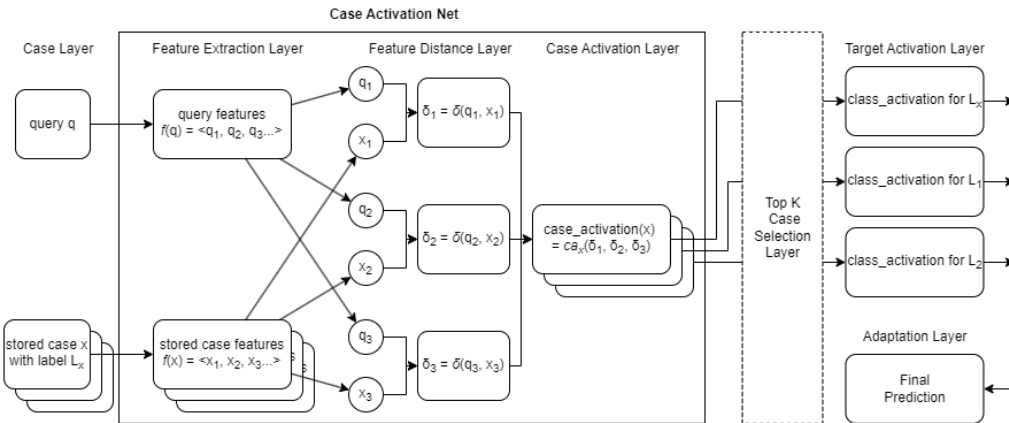 Case Activation Net
Case Layer
Feature Extraction Layer
Feature Distance Layer
Case Activation Layer
Target Activation Layer
query q
query features
f(q) = <q₁, q₂, q₃...>
q₁
x₁
δ₁ = δ(q₁, x₁)
class_activation for Lₓ
class_activation for L₁
q₂
x₂
δ₂ = δ(q₂, x₂)
case_activation(x)
= caₓ(δ₁, δ₂, δ₃)
Top K
Case
Selection
Layer
class_activation for L₂
stored case x
with label Lₓ
stored case features
f(x) = <x₁, x₂, x₃...>
s
s
q₃
x₃
δ₃ = δ(q₃, x₃)
Adaptation Layer
Final
Prediction